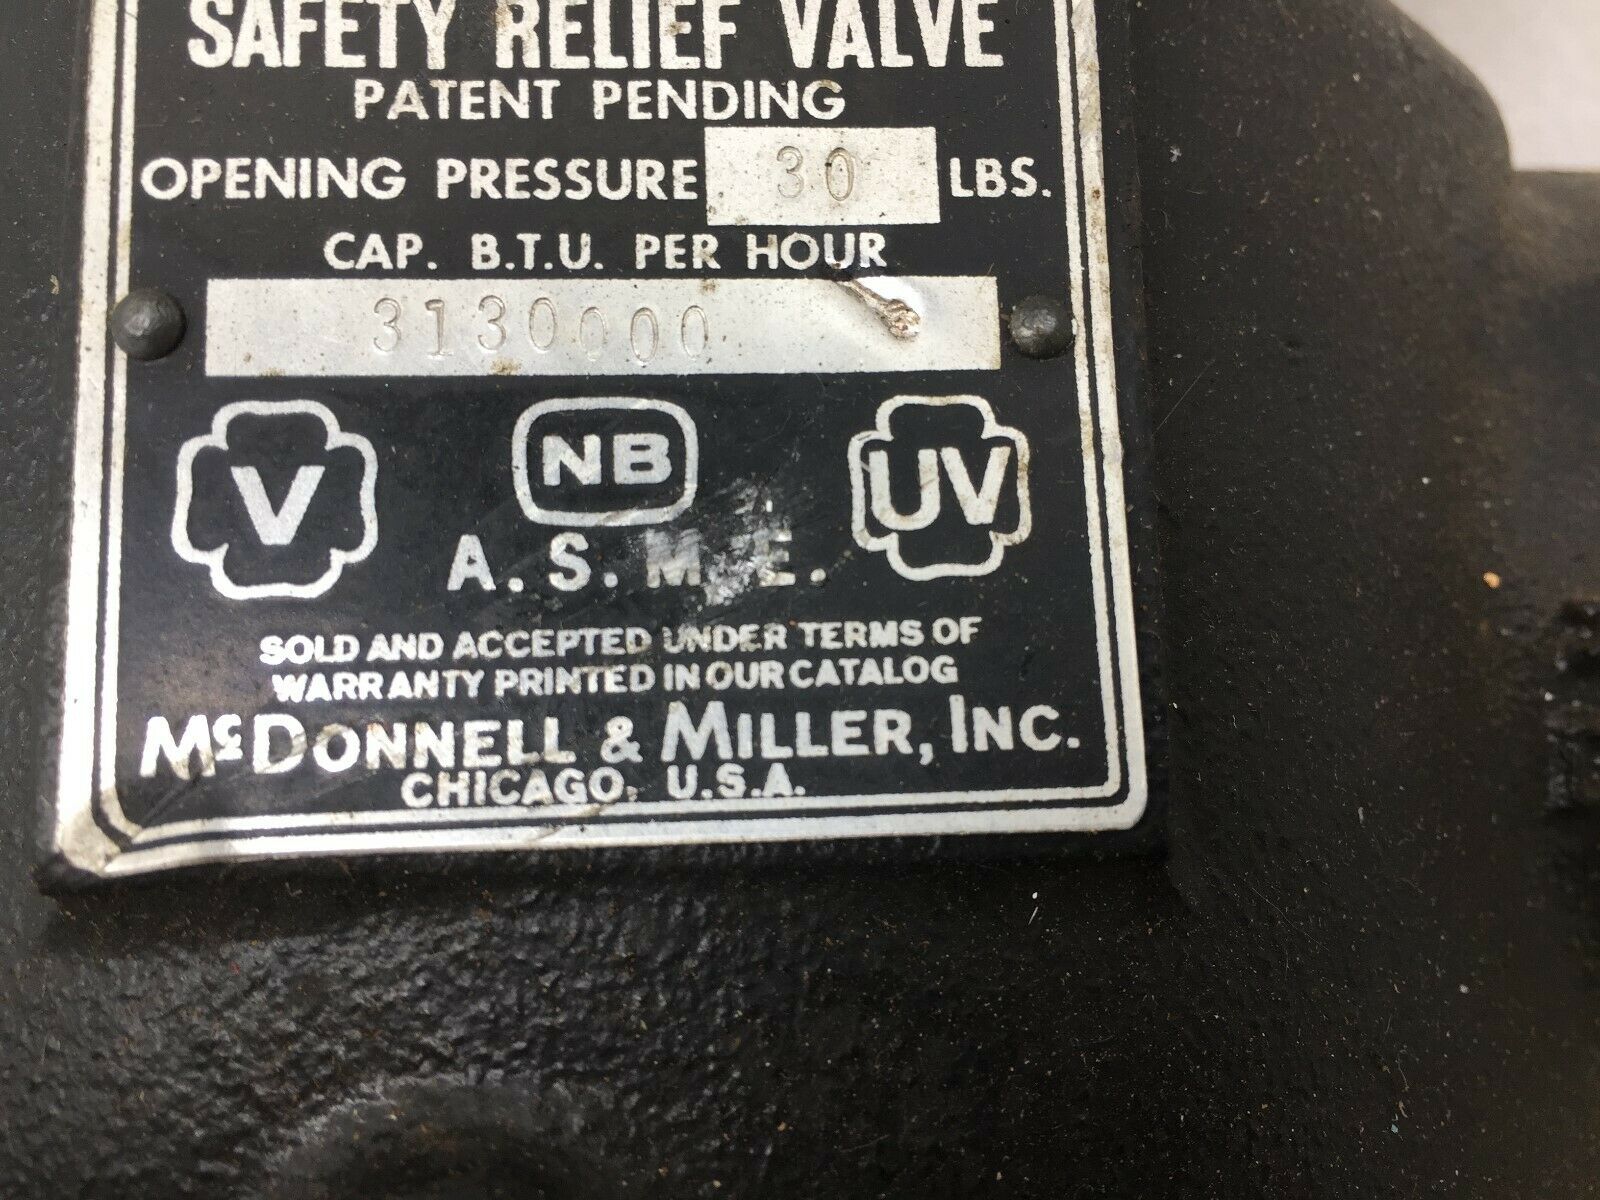 SAFETY RELIEF VALVE
PATENT PENDING
OPENING PRESSURE 30 LBS.
CAP. B.T.U. PER HOUR
3130000
V NB UV
A.S.M.E.
SOLD AND ACCEPTED UNDER TERMS OF
WARRANTY PRINTED IN OUR CATALOG
McDONNELL & MILLER, INC.
CHICAGO, U.S.A.